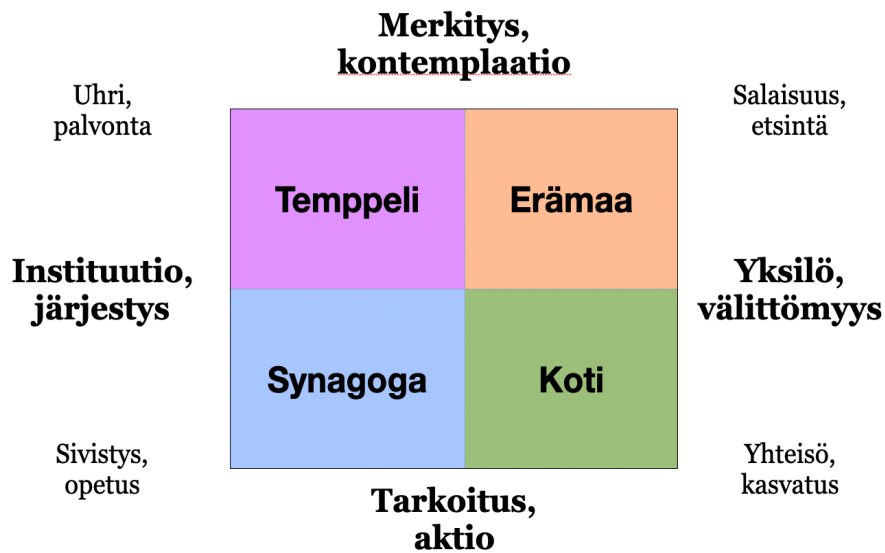 Merkitys,
kontemplaatio
Uhri,
palvonta
Salaisuus,
etsintä
Temppeli
Erämaa
Instituutio,
järjestys
Yksilö,
välittömyys
Synagoga
Koti
Sivistys,
opetus
Yhteisö,
kasvatus
Tarkoitus,
aktio